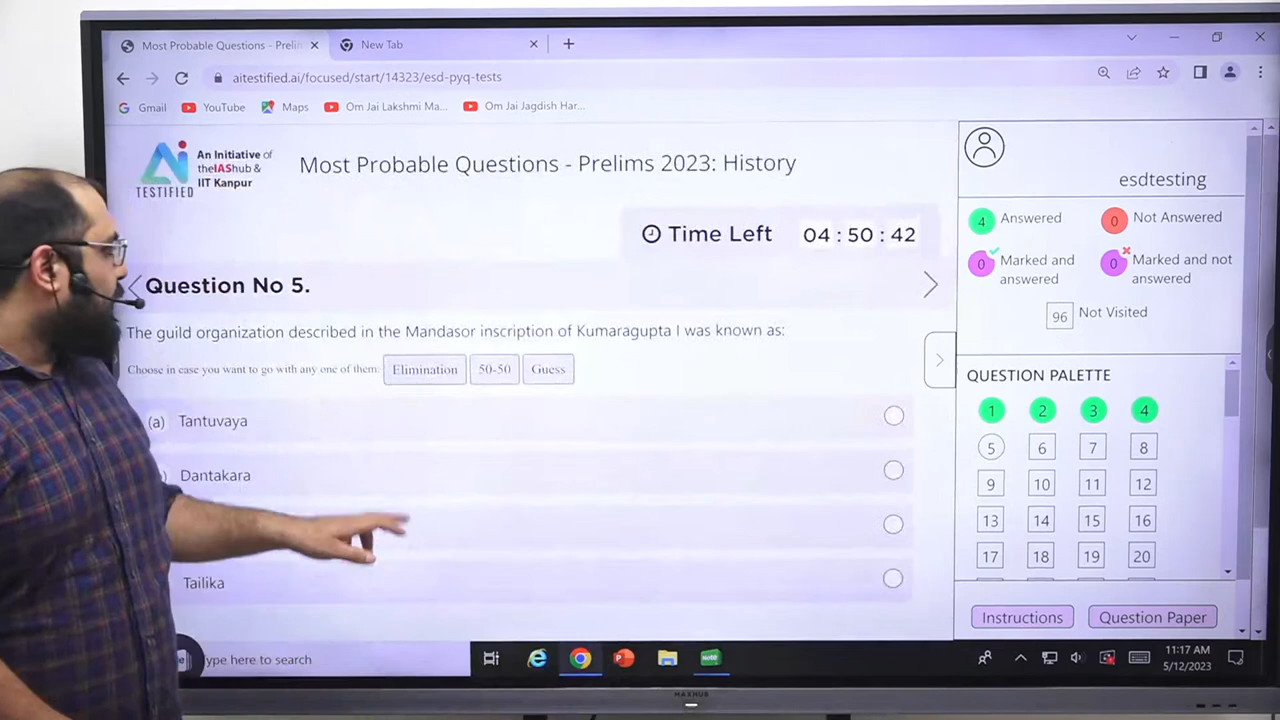 Most Probable Questions - Prelin
New Tab
aitestified.ai/focused/start/14323/esd-pyq-tests
Gmail
YouTube
Maps
Om Jai Lakshmi Ma...
Om Jai Jagdish Har...
Ai
TESTIFIED
An Initiative of
theIAShub &
IIT Kanpur
Most Probable Questions - Prelims 2023: History
esdtesting
Time Left 04 : 50 : 42
4 Answered
0 Not Answered
0 Marked and answered
0 Marked and not answered
96 Not Visited
Question No 5.
The guild organization described in the Mandasor inscription of Kumaragupta I was known as:
Choose in case you want to go with any one of them: Elimination 50-50 Guess
(a) Tantuvaya
) Dantakara
Tailika
QUESTION PALETTE
1 2 3 4
5 6 7 8
9 10 11 12
13 14 15 16
17 18 19 20
Instructions
Question Paper
ype here to search
11:17 AM
5/12/2023
MAXHUB